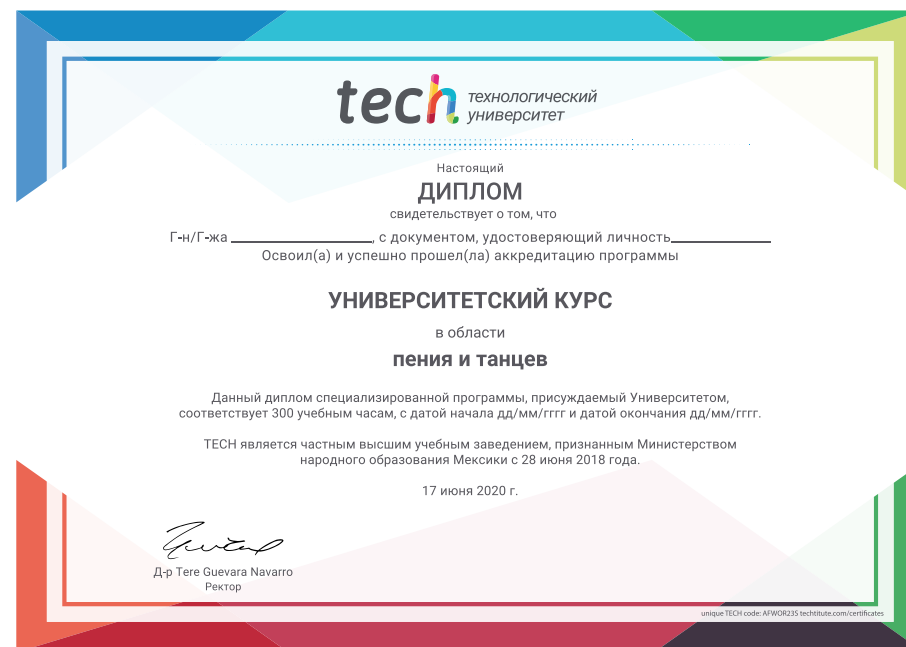 tech технологический
университет
Настоящий
ДИПЛОМ
свидетельствует о том, что
Г-н/Г-жа ____________________, с документом, удостоверяющий личность______________
Освоил(а) и успешно прошел(ла) аккредитацию программы
УНИВЕРСИТЕТСКИЙ КУРС
в области
пения и танцев
Данный диплом специализированной программы, присуждаемый Университетом,
соответствует 300 учебным часам, с датой начала дд/мм/гггг и датой окончания дд/мм/гггг.
TECH является частным высшим учебным заведением, признанным Министерством
народного образования Мексики с 28 июня 2018 года.
17 июня 2020 г.
Д-р Tere Guevara Navarro
Ректор
unique TECH code: AFWOR23S techtitute.com/certificates